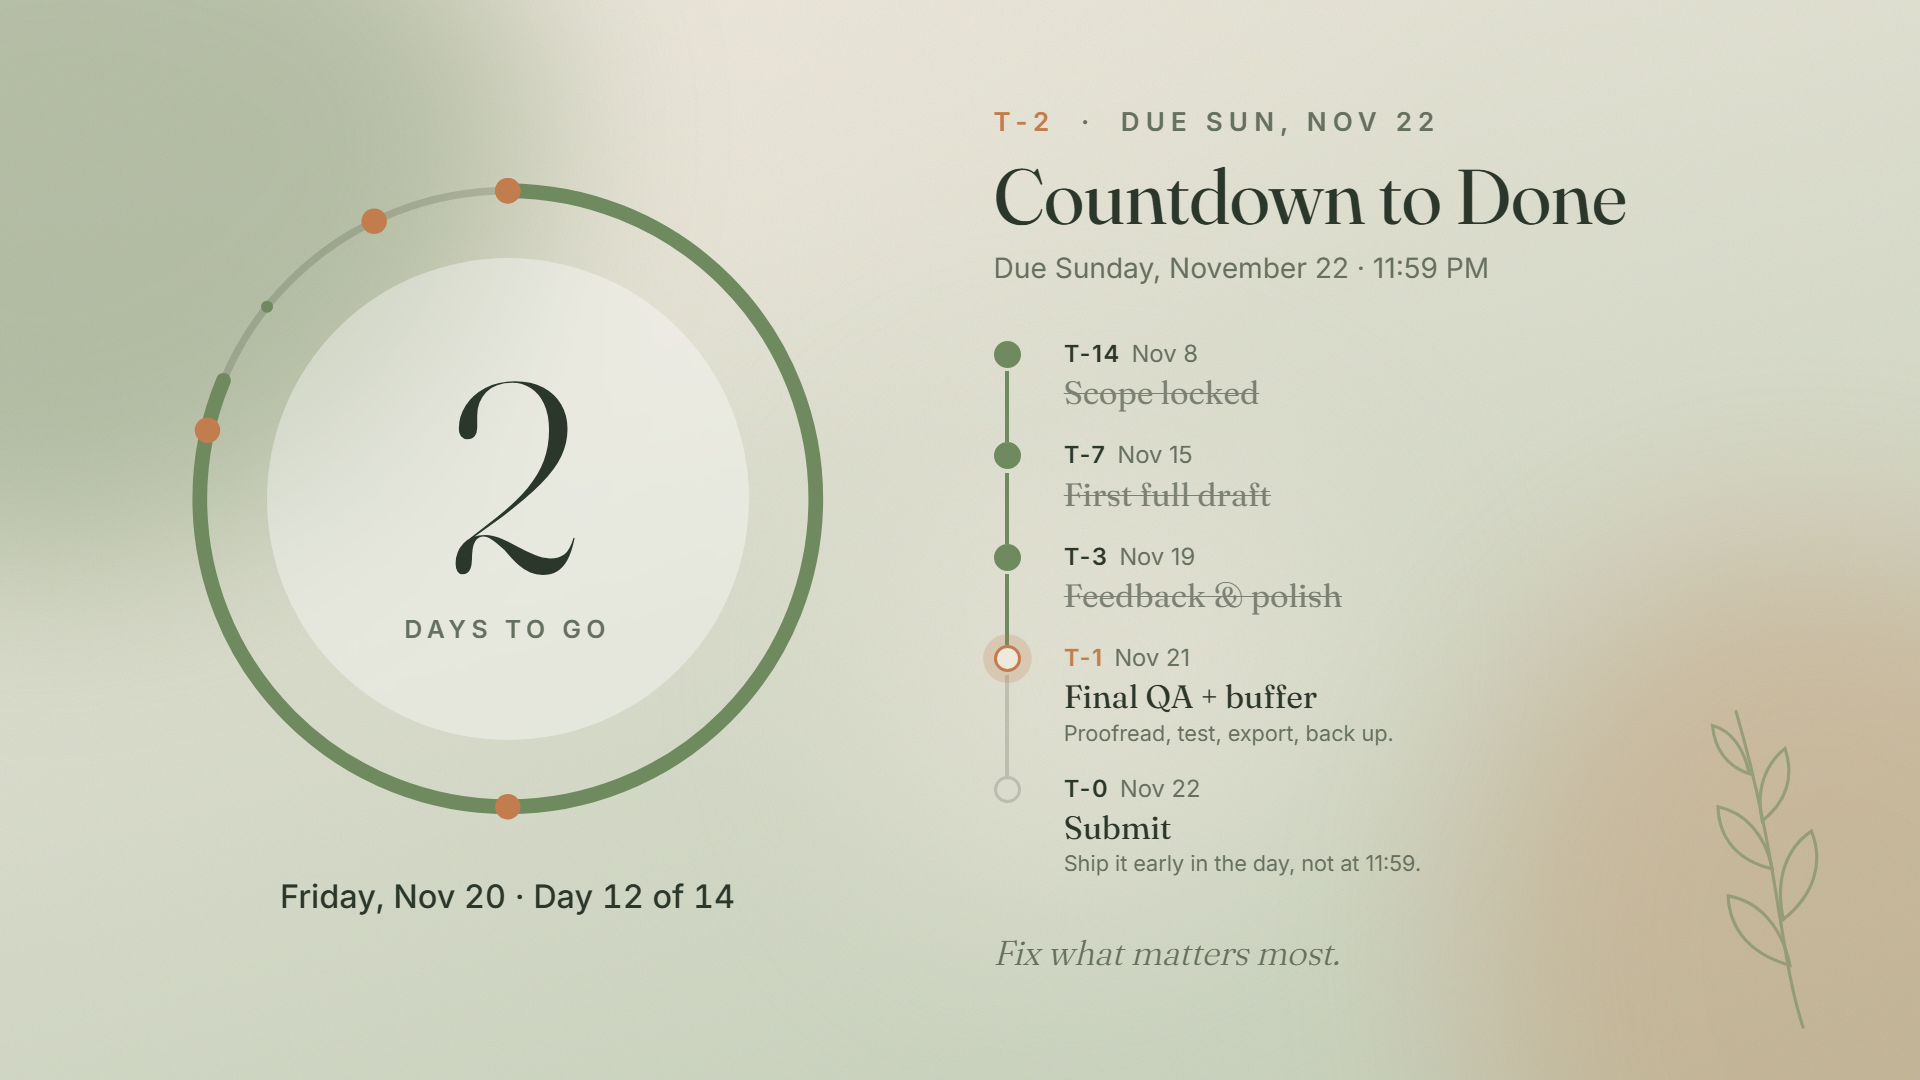 2
DAYS TO GO
Friday, Nov 20 · Day 12 of 14
T-2 · DUE SUN, NOV 22
Countdown to Done
Due Sunday, November 22 · 11:59 PM
T-14 Nov 8
Scope locked
T-7 Nov 15
First full draft
T-3 Nov 19
Feedback & polish
T-1 Nov 21
Final QA + buffer
Proofread, test, export, back up.
T-0 Nov 22
Submit
Ship it early in the day, not at 11:59.
Fix what matters most.